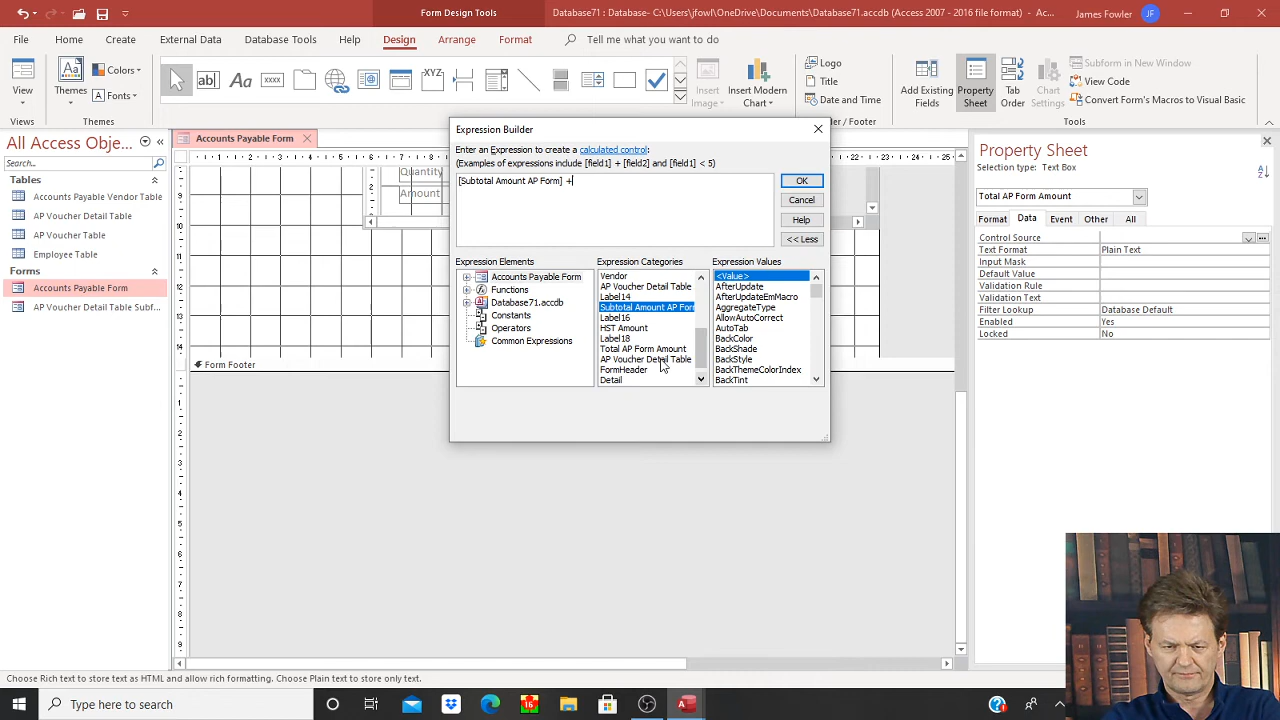 Form Design Tools
Database71 : Database- C:\Users\jfowl\OneDrive\Documents\Database71.accdb (Access 2007 - 2016 file format) - Ac...
James Fowler
JF
File
Home
Create
External Data
Database Tools
Help
Design
Arrange
Format
Tell me what you want to do
View
Themes
Colors
Fonts
Themes
ab|
Aa
xxxx
XYZ
Insert
Image
Insert Modern
Chart
Controls
Logo
Title
Date and Time
Header / Footer
Add Existing
Fields
Property
Sheet
Tab
Order
Chart
Settings
Subform in New Window
View Code
Convert Form's Macros to Visual Basic
Tools
All Access Obje...
Search...
Tables
Accounts Payable Vendor Table
AP Voucher Detail Table
AP Voucher Table
Employee Table
Forms
Accounts Payable Form
AP Voucher Detail Table Subf...
Accounts Payable Form
Quantity
Amount
Form Footer
Expression Builder
Enter an Expression to create a calculated control:
(Examples of expressions include [field1] + [field2] and [field1] < 5)
[Subtotal Amount AP Form] +
OK
Cancel
Help
<< Less
Expression Elements
Accounts Payable Form
Functions
Database71.accdb
Constants
Operators
Common Expressions
Expression Categories
Vendor
AP Voucher Detail Table
Label14
Subtotal Amount AP Form
Label16
HST Amount
Label18
Total AP Form Amount
AP Voucher Detail Table
FormHeader
Detail
Expression Values
<Value>
AfterUpdate
AfterUpdateEmMacro
AggregateType
AllowAutoCorrect
AutoTab
BackColor
BackShade
BackStyle
BackThemeColorIndex
BackTint
Property Sheet
Selection type: Text Box
Total AP Form Amount
Format
Data
Event
Other
All
Control Source
Text Format Plain Text
Input Mask
Default Value
Validation Rule
Validation Text
Filter Lookup Database Default
Enabled Yes
Locked No
Choose Rich text to store text as HTML and allow rich formatting. Choose Plain text to store only text.
Type here to search